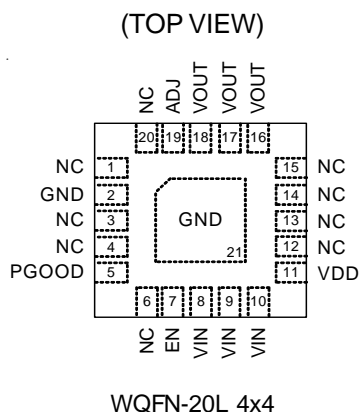 (TOP VIEW)
NC ADJ VOUT VOUT VOUT
20 19 18 17 16
NC 1 15 NC
GND 2 14 NC
NC 3 GND 13 NC
NC 4 12 NC
PGOOD 5 21 11 VDD
6 7 8 9 10
NC EN VIN VIN VIN
WQFN-20L 4x4